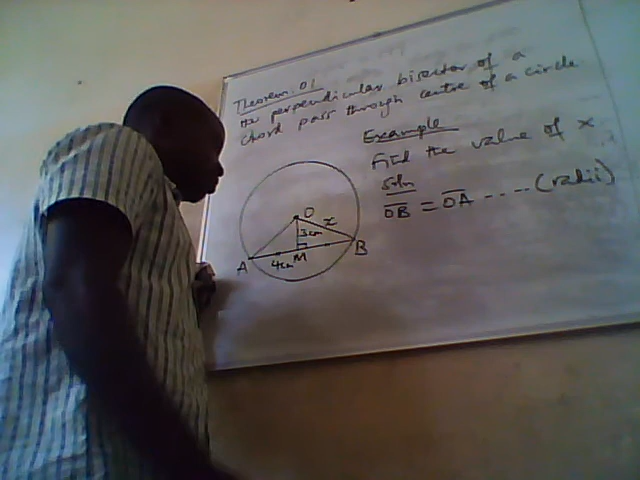 Theorem 01
the perpendicular bisector of a
chord pass through centre of a circle
Example
Find the value of x
Soln
OB = OA ---- (radii)
O
x
3cm
A
4cm
M
B